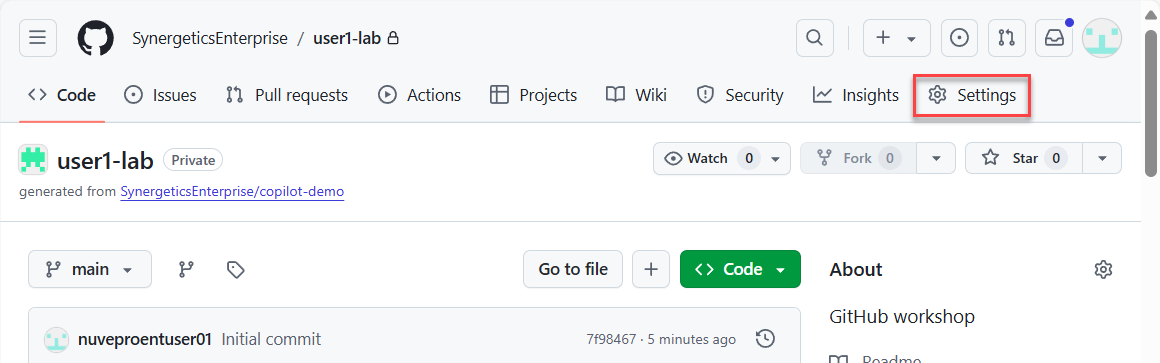 SynergeticsEnterprise / user1-lab
Code Issues Pull requests Actions Projects Wiki Security Insights Settings
user1-lab Private Watch 0 Fork 0 Star 0
generated from SynergeticsEnterprise/copilot-demo
main Go to file Code About
GitHub workshop
nuveproentuser01 Initial commit 7f98467 · 5 minutes ago
Readme